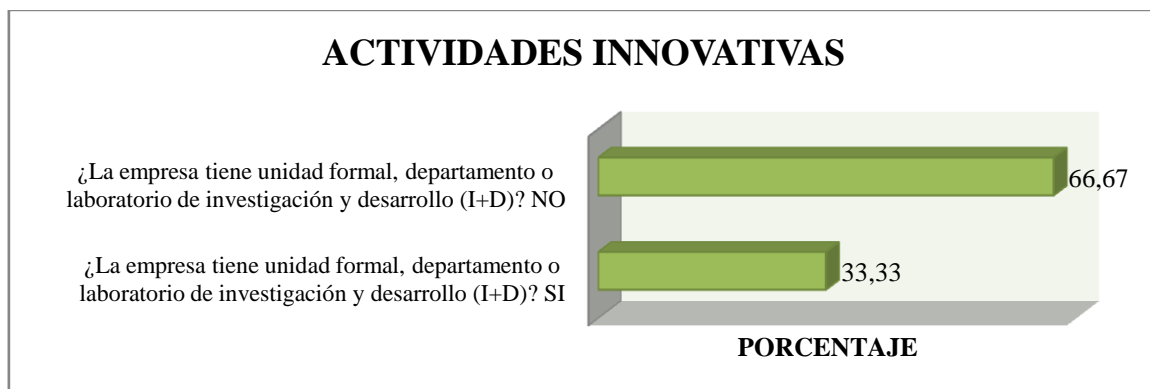 ACTIVIDADES INNOVATIVAS
¿La empresa tiene unidad formal, departamento o
laboratorio de investigación y desarrollo (I+D)? NO
66,67
¿La empresa tiene unidad formal, departamento o
laboratorio de investigación y desarrollo (I+D)? SI
33,33
PORCENTAJE